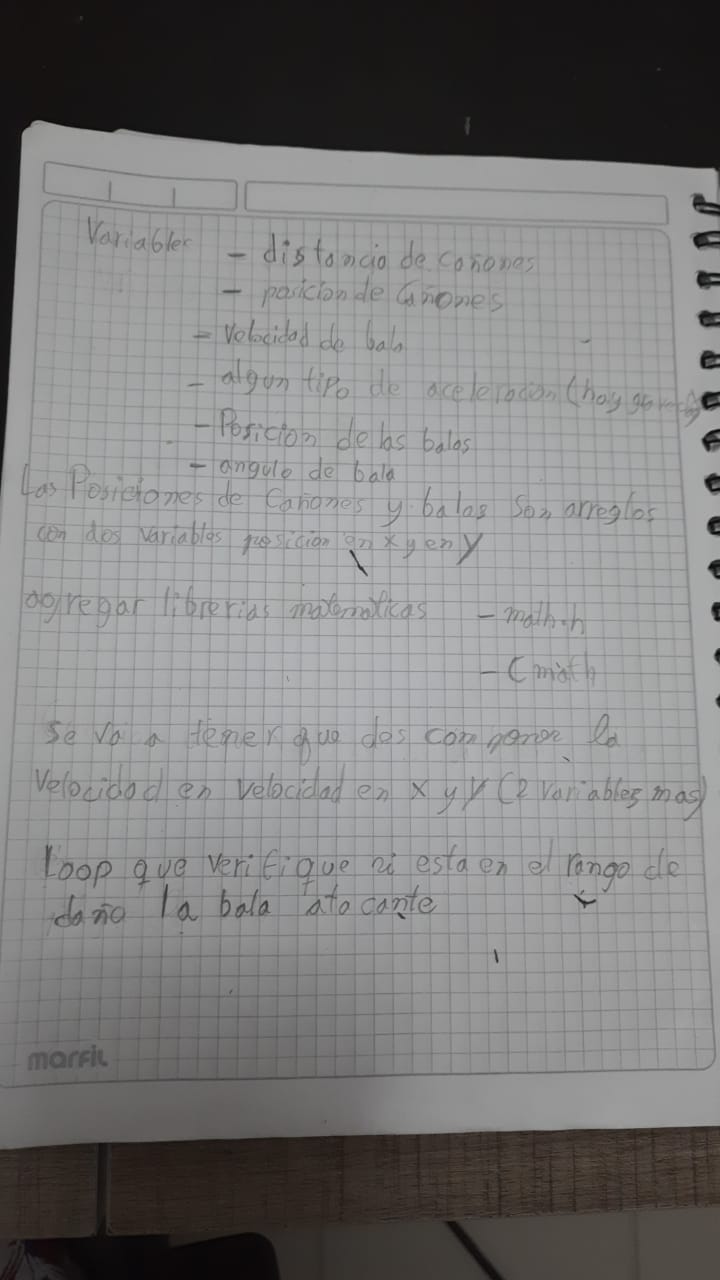 Variables - distancia de cañones
- posicion de Cañones
- Velocidad de bala
- algun tipo de aceleracion (hay
- Posicion de las balas
- angulo de bala
Las Posiciones de Cañones y balas Son arreglos
con dos variables posicion en x y en y
agregar librerias matematicas - math.h
- Cmath
Se va a tener que des componer la
Velocidad en velocidad en x y y (2 variables mas)
Loop que verifique si esta en el rango de
daño la bala atacante
marfil